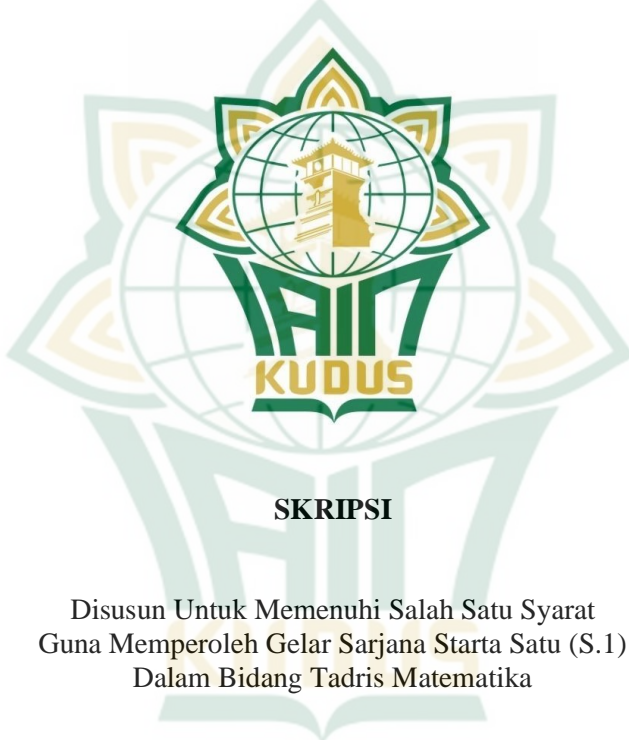 IAIN
KUDUS
SKRIPSI
Disusun Untuk Memenuhi Salah Satu Syarat
Guna Memperoleh Gelar Sarjana Starta Satu (S.1)
Dalam Bidang Tadris Matematika